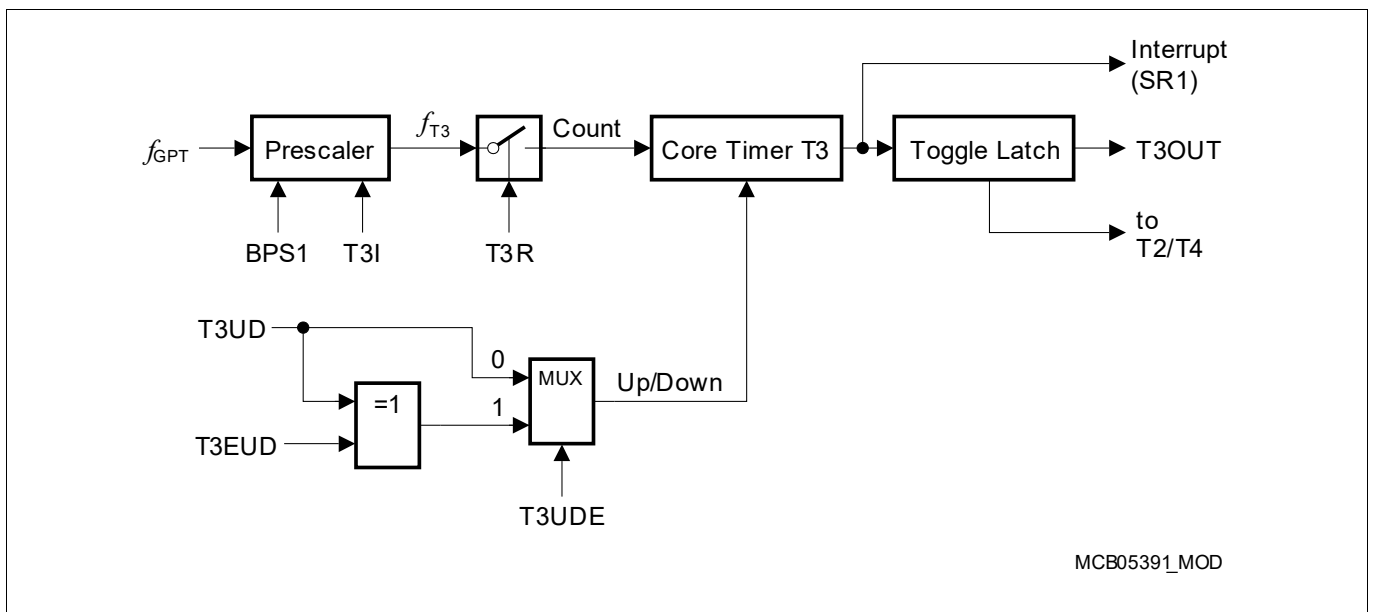 Interrupt
(SR1)
fGPT
Prescaler
fT3
Count
Core Timer T3
Toggle Latch
T3OUT
BPS1
T3I
T3R
to
T2/T4
T3UD
0
MUX
Up/Down
=1
1
T3EUD
T3UDE
MCB05391_MOD